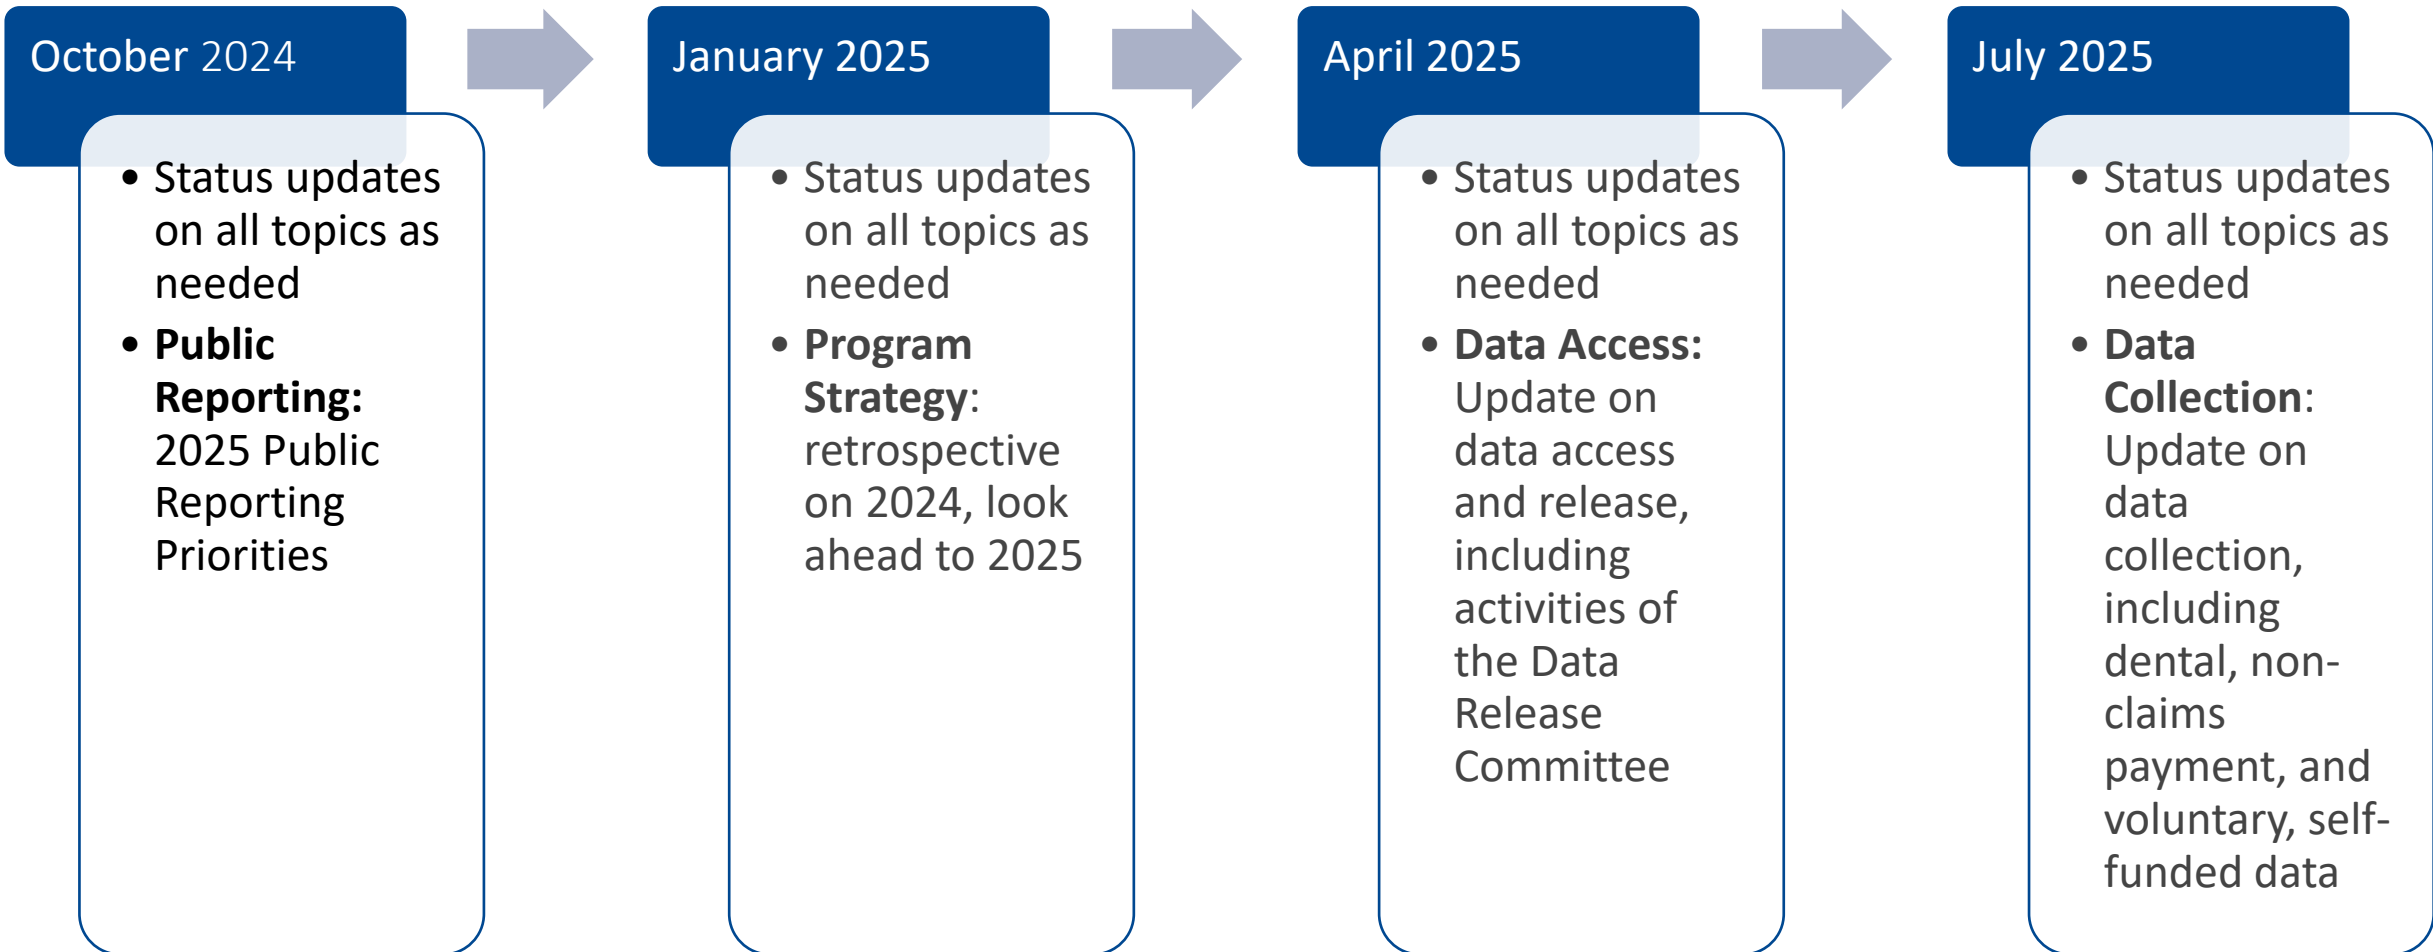 October 2024
• Status updates
on all topics as
needed
• Public
Reporting:
2025 Public
Reporting
Priorities
January 2025
• Status updates
on all topics as
needed
• Program
Strategy:
retrospective
on 2024, look
ahead to 2025
April 2025
• Status updates
on all topics as
needed
• Data Access:
Update on
data access
and release,
including
activities of
the Data
Release
Committee
July 2025
• Status updates
on all topics as
needed
• Data
Collection:
Update on
data
collection,
including
dental, non-
claims
payment, and
voluntary, self-
funded data